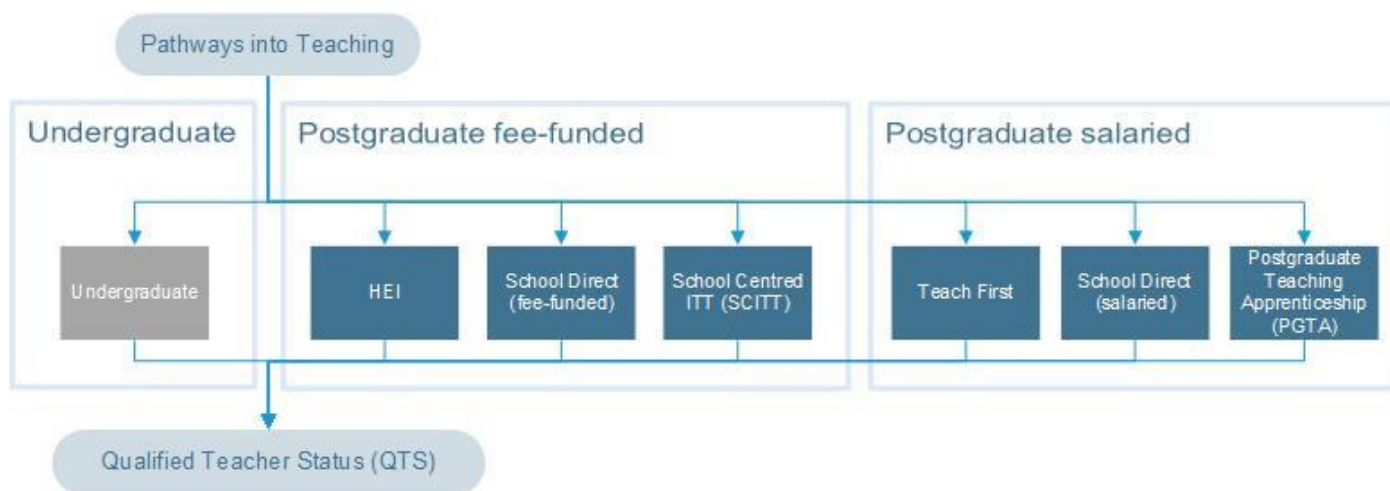 Pathways into Teaching
Undergraduate
Postgraduate fee-funded
Postgraduate salaried
Undergraduate
HEI
School Direct
(fee-funded)
School Centred
ITT (SCITT)
Teach First
School Direct
(salaried)
Postgraduate
Teaching
Apprenticeship
(PGTA)
Qualified Teacher Status (QTS)